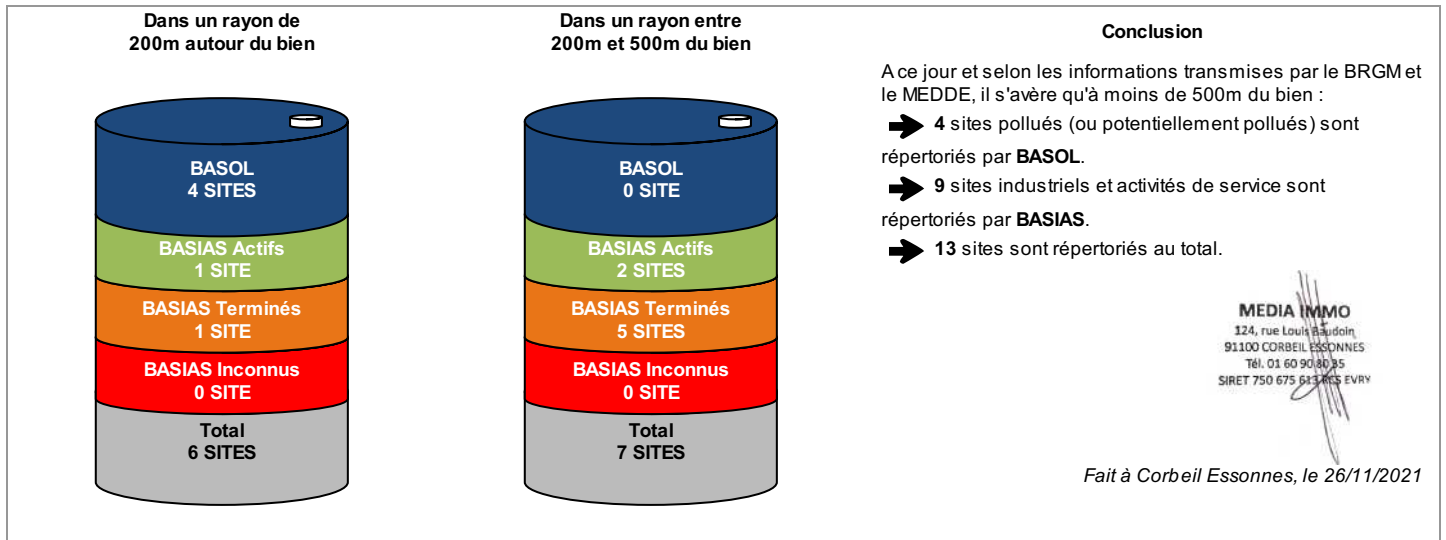 Dans un rayon de
200m autour du bien
BASOL
4 SITES
BASIAS Actifs
1 SITE
BASIAS Terminés
1 SITE
BASIAS Inconnus
0 SITE
Total
6 SITES
Dans un rayon entre
200m et 500m du bien
BASOL
0 SITE
BASIAS Actifs
2 SITES
BASIAS Terminés
5 SITES
BASIAS Inconnus
0 SITE
Total
7 SITES
Conclusion
A ce jour et selon les informations transmises par le BRGM et
le MEDDE, il s'avère qu'à moins de 500m du bien :
4 sites pollués (ou potentiellement pollués) sont
répertoriés par BASOL.
9 sites industriels et activités de service sont
répertoriés par BASIAS.
13 sites sont répertoriés au total.
MEDIA IMMO
124, rue Louis Baudoin
91100 CORBEIL ESSONNES
Tél. 01 60 90 80 85
SIRET 750 675 613 RCS EVRY
Fait à Corbeil Essonnes, le 26/11/2021